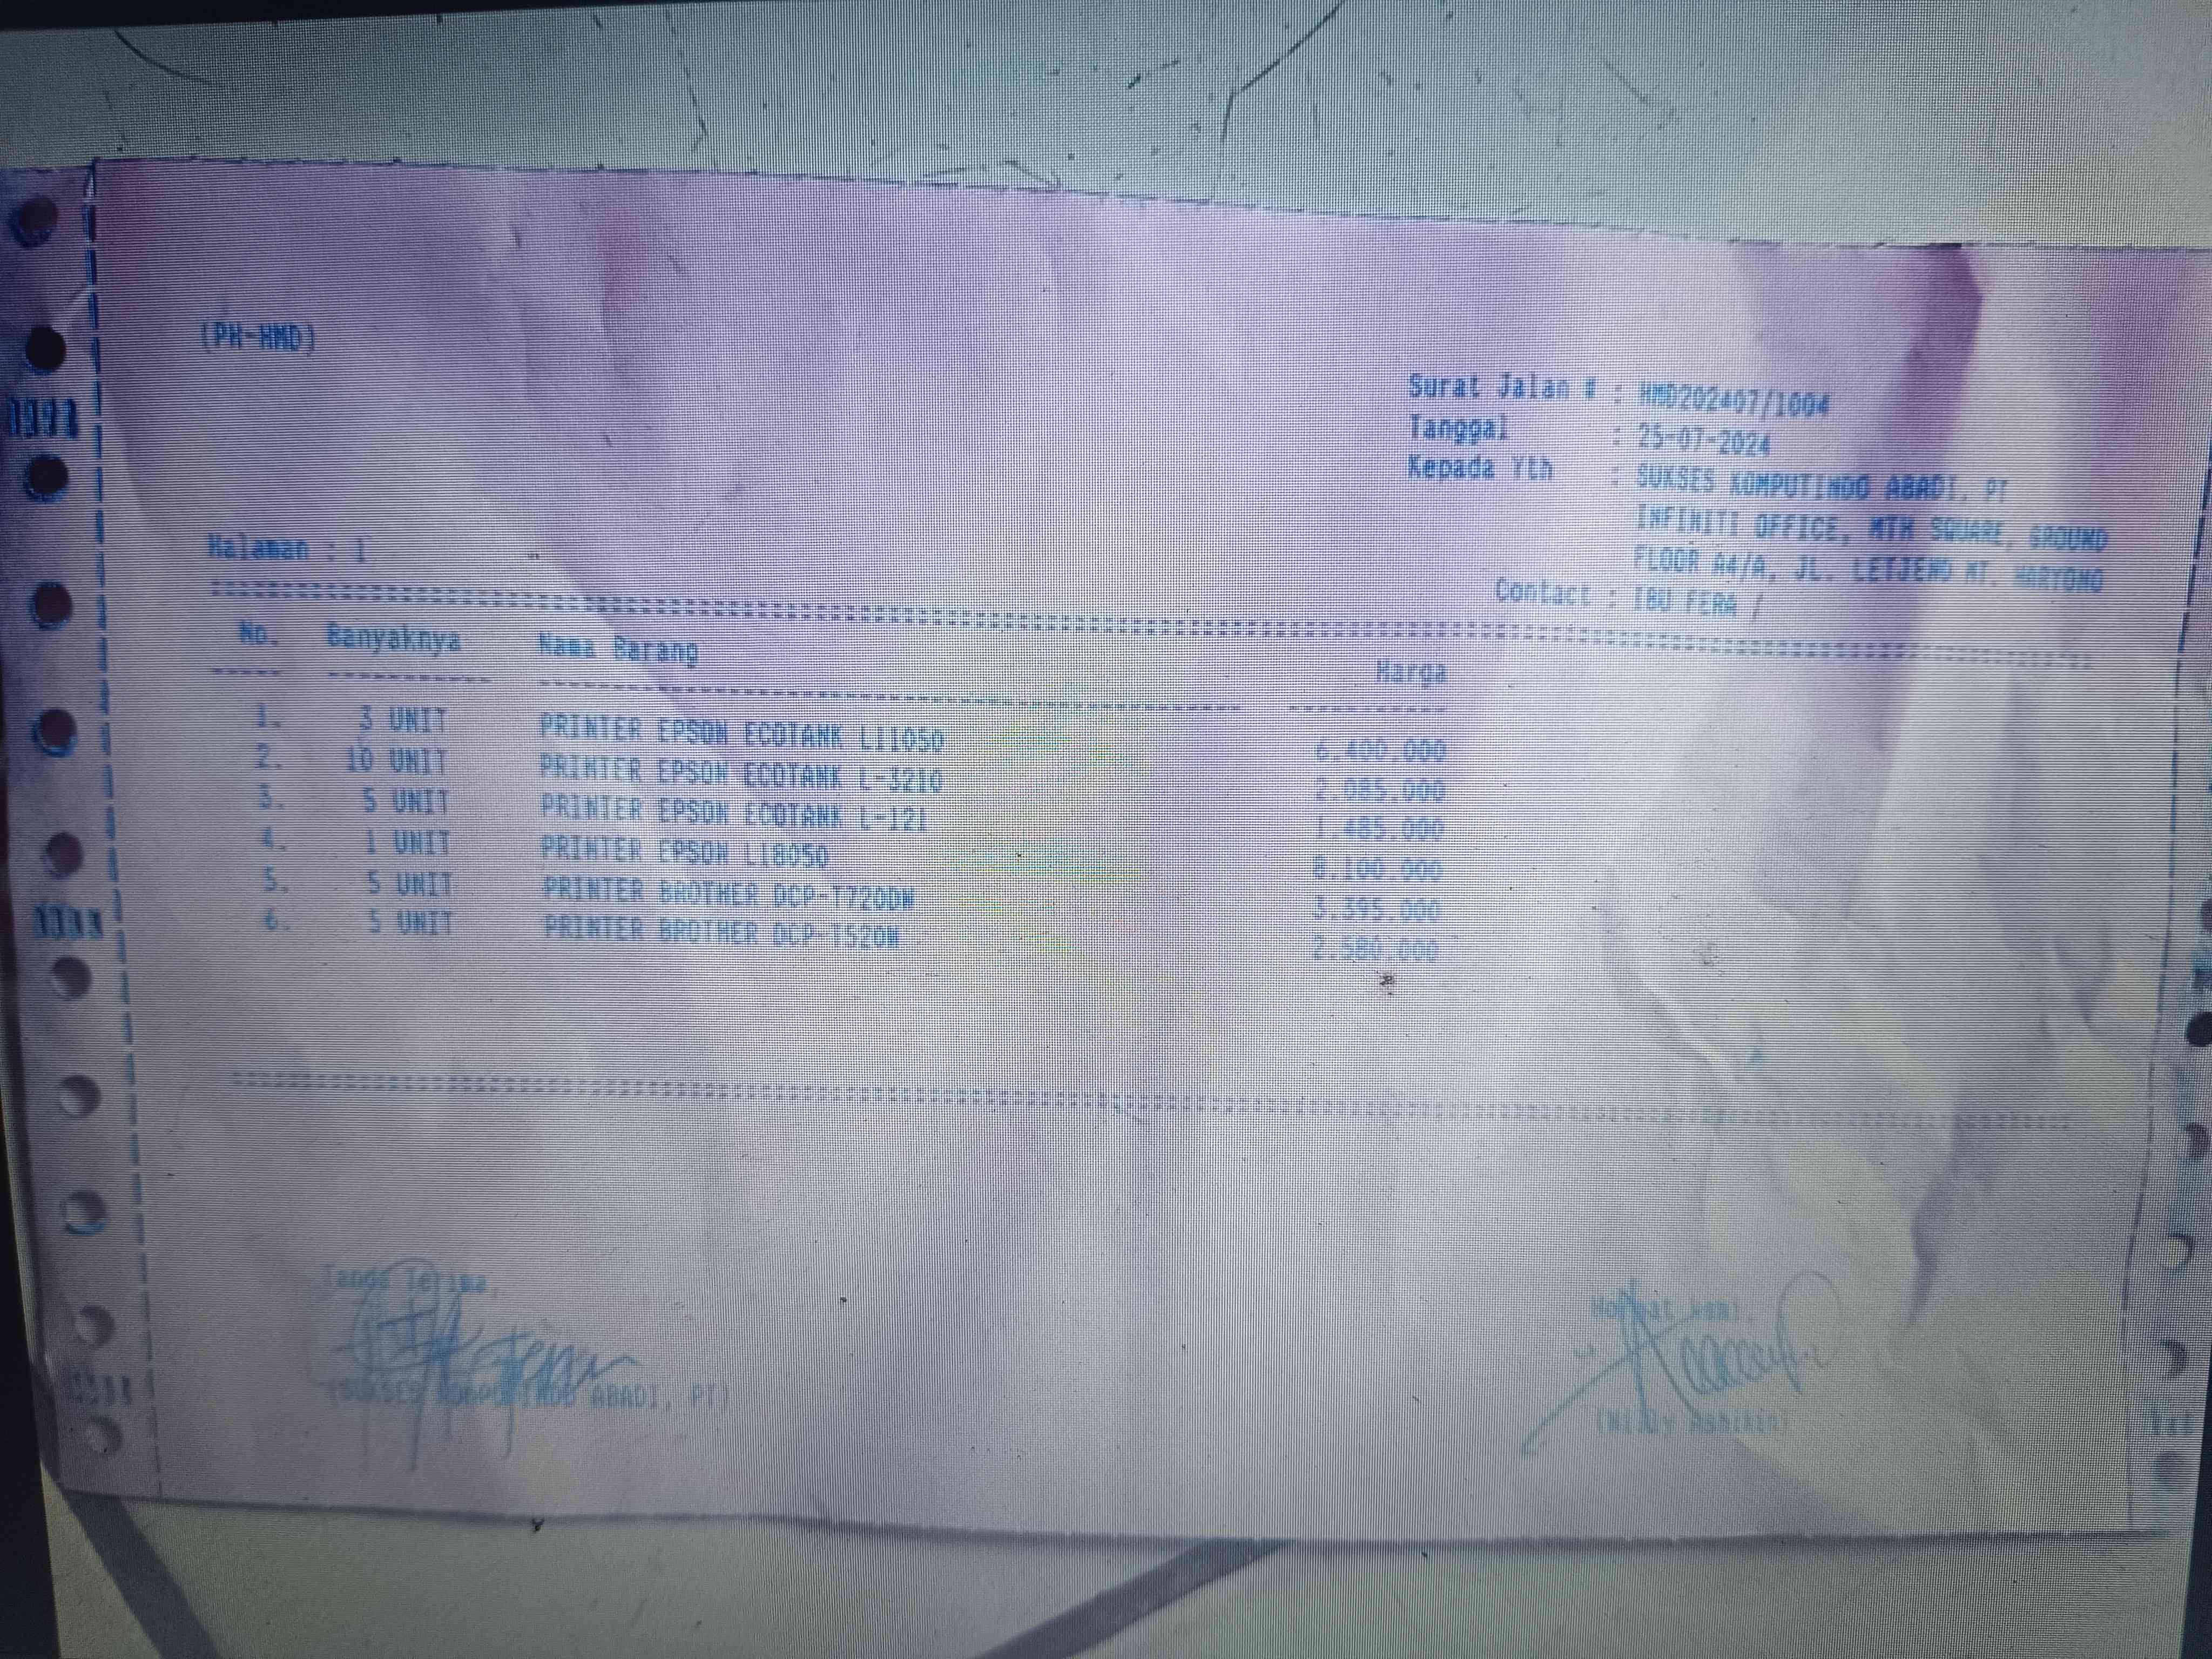 (PH-HMD)
Surat Jalan # : HMD202407/1004
Tanggal : 25-07-2024
Kepada Yth : SUKSES KOMPUTINDO ABADI, PT
INFINITI OFFICE, MTH SQUARE, GROUND
FLOOR A4/A, JL. LETJEND MT. HARYONO
Halaman : 1
Contact : IBU FERA /
No. Banyaknya Nama Barang Harga
1. 3 UNIT PRINTER EPSON ECOTANK L11050 6.400.000
2. 10 UNIT PRINTER EPSON ECOTANK L-3210 2.085.000
3. 5 UNIT PRINTER EPSON ECOTANK L-121 1.485.000
4. 1 UNIT PRINTER EPSON L18050 8.100.000
5. 5 UNIT PRINTER BROTHER DCP-T720DW 3.395.000
6. 5 UNIT PRINTER BROTHER DCP-T520W 2.580.000
Tanda Terima,
Hormat kami,
(SUKSES KOMPUTINDO ABADI, PT)